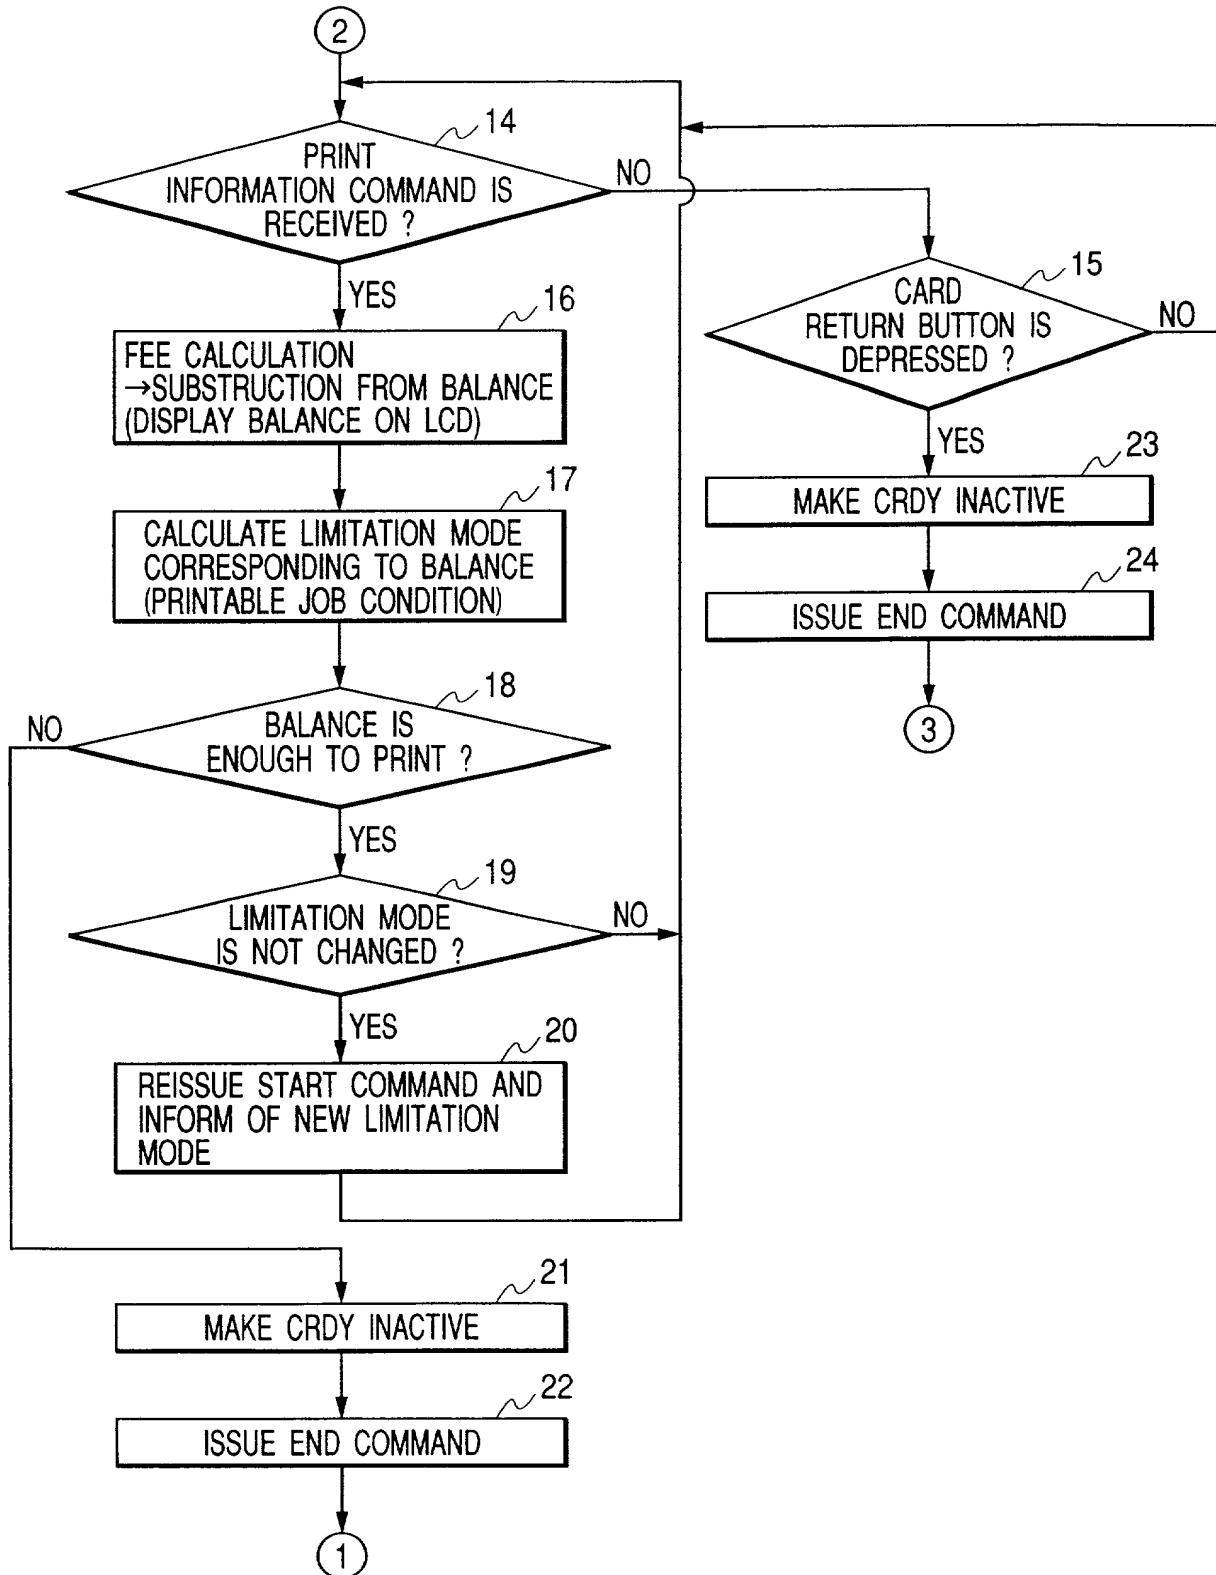 2
14
PRINT
INFORMATION COMMAND IS
RECEIVED ?
NO
YES
15
CARD
RETURN BUTTON IS
DEPRESSED ?
NO
YES
16
FEE CALCULATION
→SUBSTRUCTION FROM BALANCE
(DISPLAY BALANCE ON LCD)
23
MAKE CRDY INACTIVE
17
CALCULATE LIMITATION MODE
CORRESPONDING TO BALANCE
(PRINTABLE JOB CONDITION)
24
ISSUE END COMMAND
3
18
NO
BALANCE IS
ENOUGH TO PRINT ?
YES
19
LIMITATION MODE
IS NOT CHANGED ?
NO
YES
20
REISSUE START COMMAND AND
INFORM OF NEW LIMITATION
MODE
21
MAKE CRDY INACTIVE
22
ISSUE END COMMAND
1